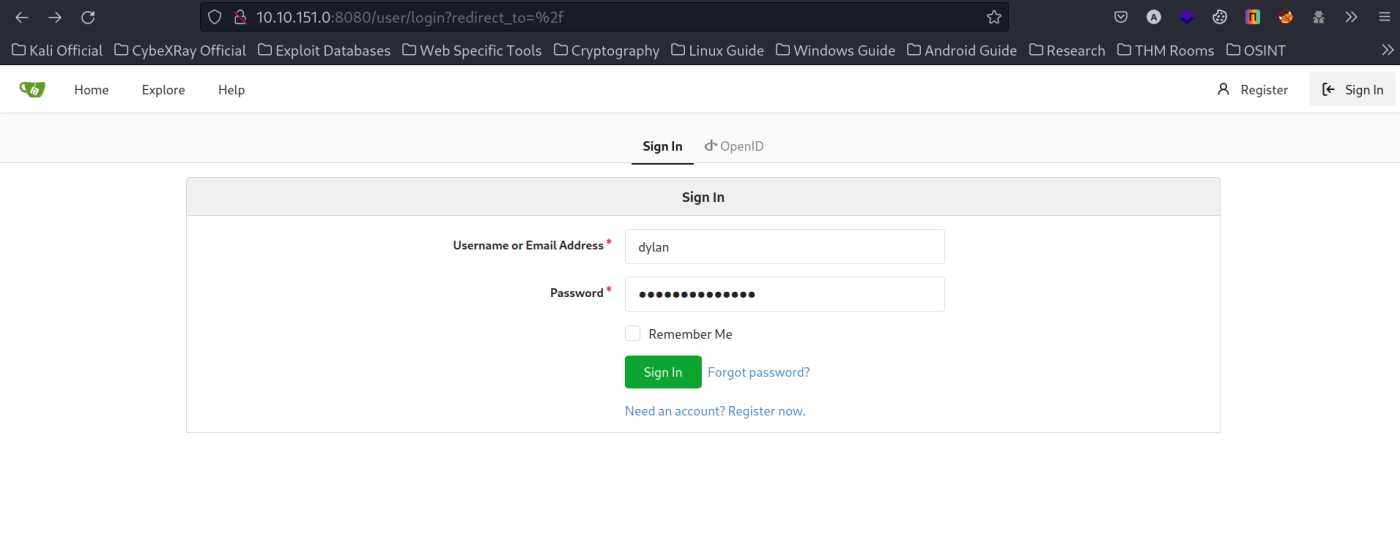 10.10.151.0:8080/user/login?redirect_to=%2f
Kali Official CybeXRay Official Exploit Databases Web Specific Tools Cryptography Linux Guide Windows Guide Android Guide Research THM Rooms OSINT
Home Explore Help Register Sign In
Sign In OpenID
Sign In
Username or Email Address * dylan
Password * ●●●●●●●●●●●●●●
Remember Me
Sign In Forgot password?
Need an account? Register now.